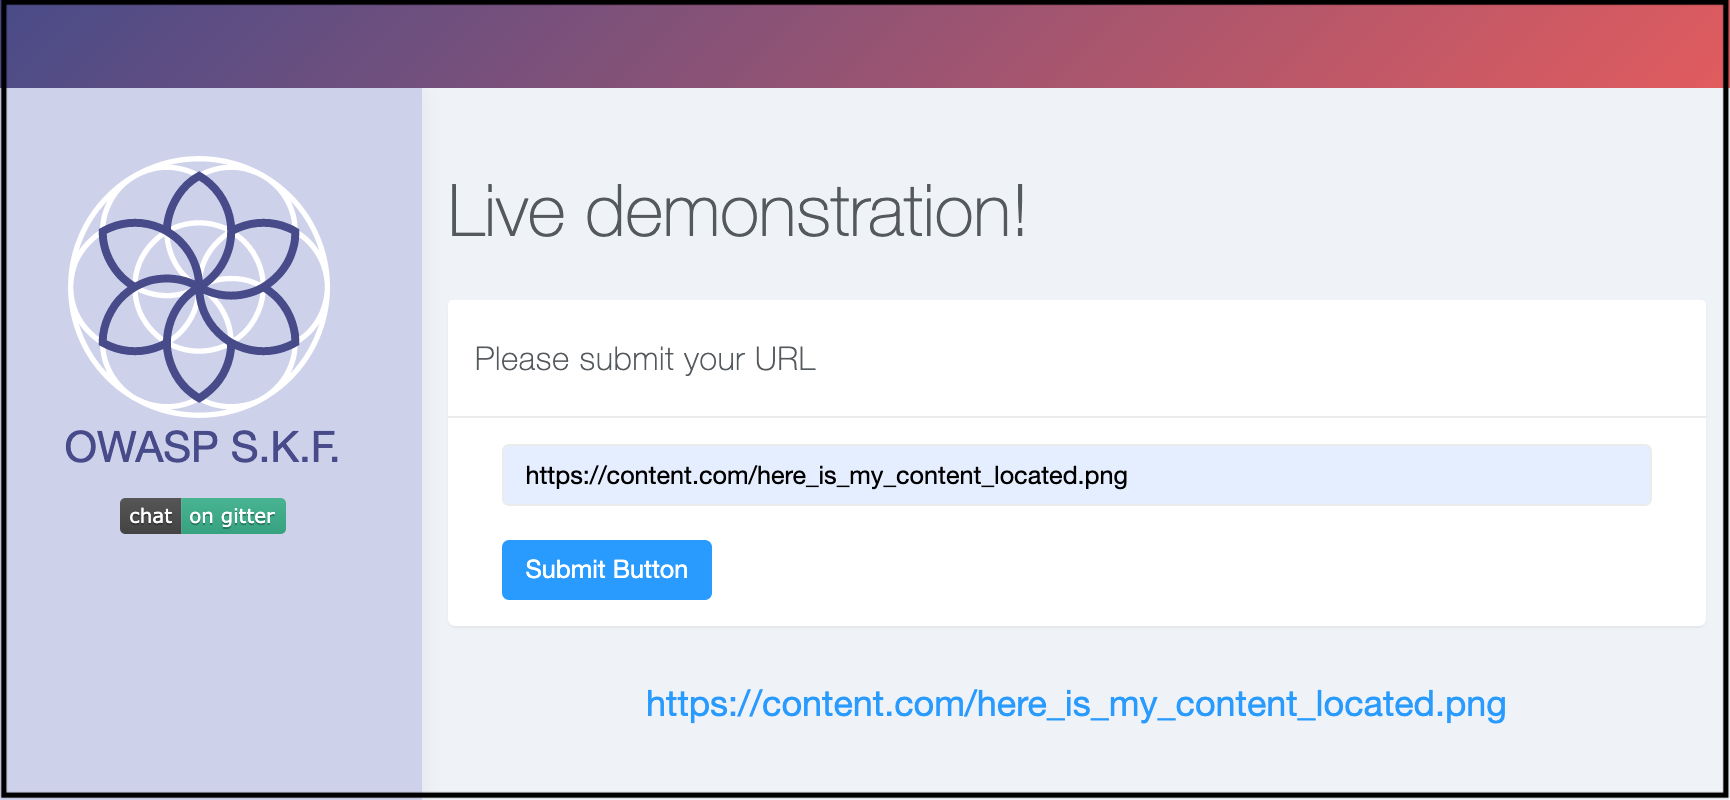 OWASP S.K.F.
chat on gitter
Live demonstration!
Please submit your URL
https://content.com/here_is_my_content_located.png
Submit Button
https://content.com/here_is_my_content_located.png